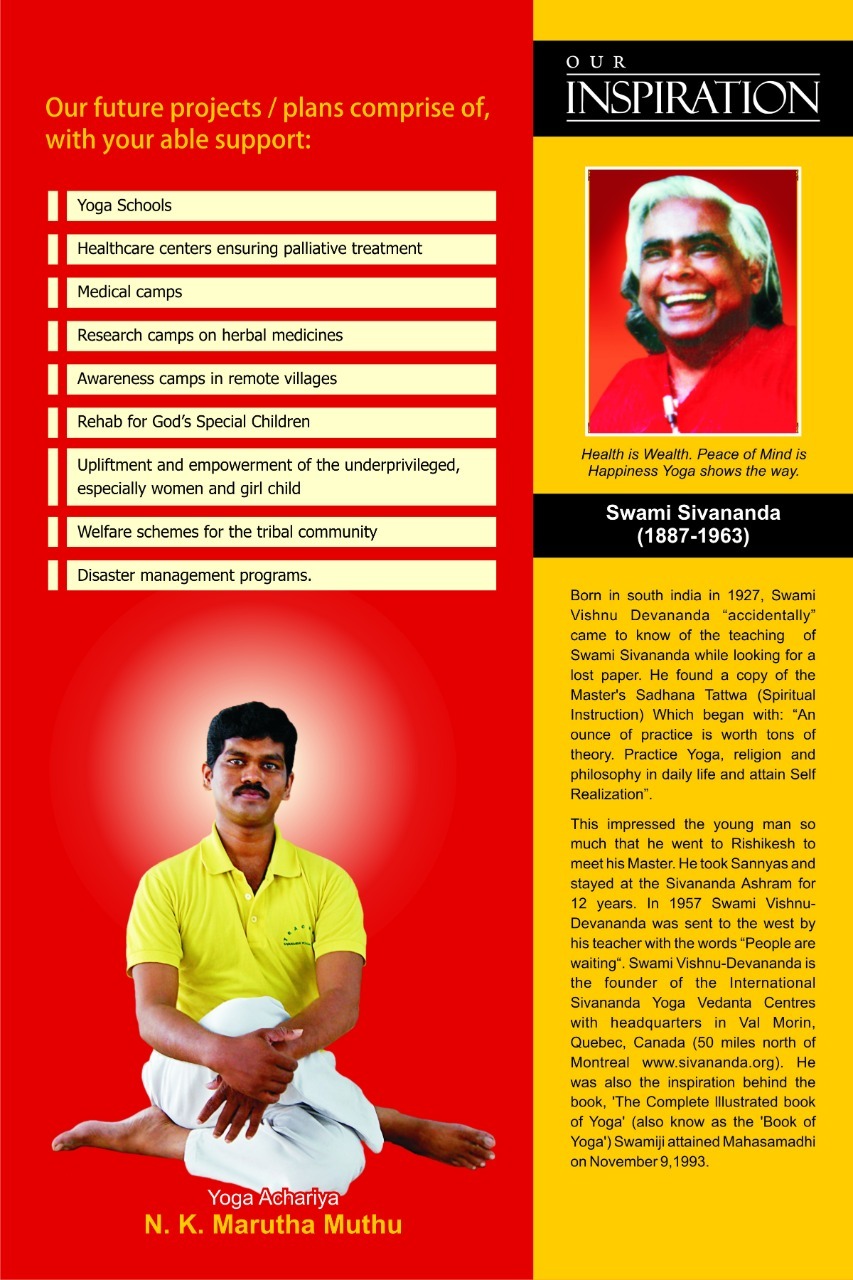 Our future projects / plans comprise of,
with your able support:
Yoga Schools
Healthcare centers ensuring palliative treatment
Medical camps
Research camps on herbal medicines
Awareness camps in remote villages
Rehab for God's Special Children
Upliftment and empowerment of the underprivileged,
especially women and girl child
Welfare schemes for the tribal community
Disaster management programs.
Yoga Achariya
N. K. Marutha Muthu
OUR
INSPIRATION
Health is Wealth. Peace of Mind is
Happiness Yoga shows the way.
Swami Sivananda
(1887-1963)
Born in south india in 1927, Swami
Vishnu Devananda “accidentally”
came to know of the teaching of
Swami Sivananda while looking for a
lost paper. He found a copy of the
Master's Sadhana Tattwa (Spiritual
Instruction) Which began with: “An
ounce of practice is worth tons of
theory. Practice Yoga, religion and
philosophy in daily life and attain Self
Realization”.
This impressed the young man so
much that he went to Rishikesh to
meet his Master. He took Sannyas and
stayed at the Sivananda Ashram for
12 years. In 1957 Swami Vishnu-
Devananda was sent to the west by
his teacher with the words “People are
waiting“. Swami Vishnu-Devananda is
the founder of the International
Sivananda Yoga Vedanta Centres
with headquarters in Val Morin,
Quebec, Canada (50 miles north of
Montreal www.sivananda.org). He
was also the inspiration behind the
book, 'The Complete Illustrated book
of Yoga' (also know as the 'Book of
Yoga') Swamiji attained Mahasamadhi
on November 9,1993.